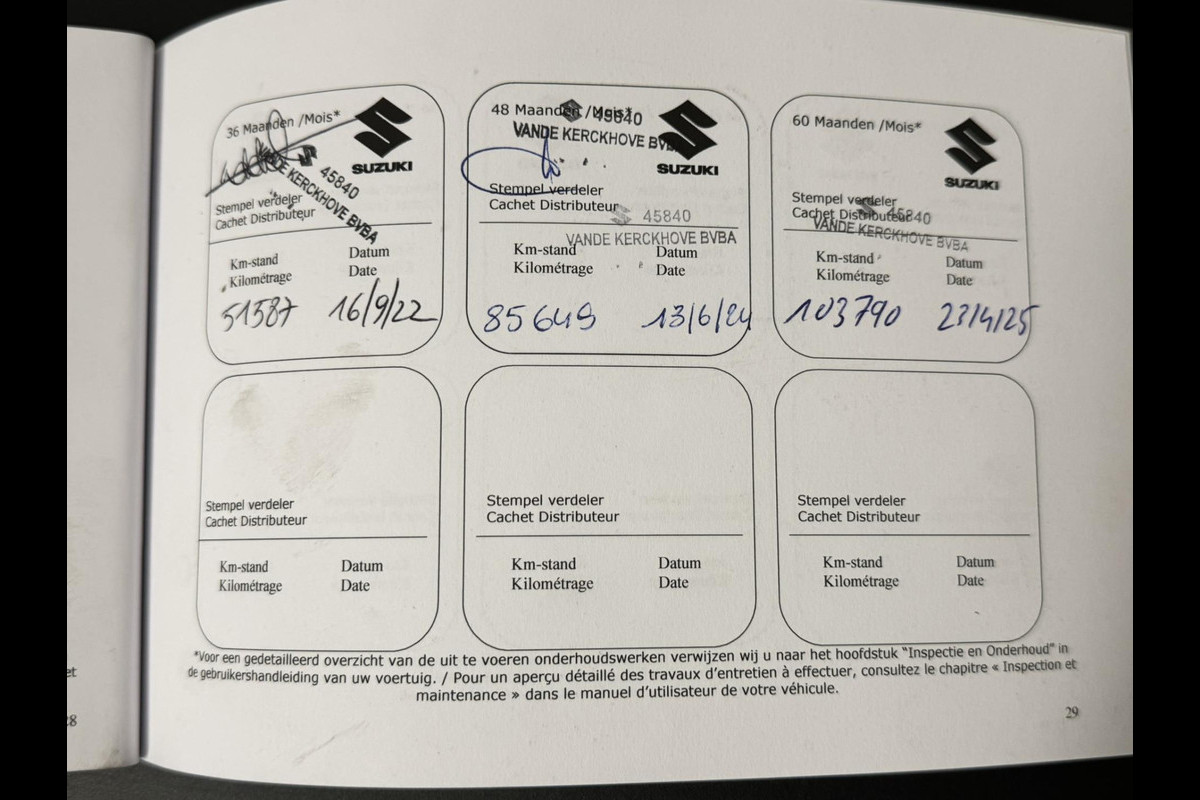 36 Maanden /Mois*
SUZUKI
45840
KERCKHOVE BVBA
Stempel verdeler
Cachet Distributeur
Km-stand Datum
Kilométrage Date
51587 16/9/22
48 Maanden /Mois*
45840
VANDE KERCKHOVE BVBA
SUZUKI
Stempel verdeler
Cachet Distributeur
45840
VANDE KERCKHOVE BVBA
Km-stand Datum
Kilométrage Date
85649 13/6/24
60 Maanden /Mois*
SUZUKI
Stempel verdeler
Cachet Distributeur
45840
VANDE KERCKHOVE BVBA
Km-stand Datum
Kilométrage Date
103790 23/4/25
Stempel verdeler
Cachet Distributeur
Km-stand Datum
Kilométrage Date
Stempel verdeler
Cachet Distributeur
Km-stand Datum
Kilométrage Date
Stempel verdeler
Cachet Distributeur
Km-stand Datum
Kilométrage Date
*Voor een gedetailleerd overzicht van de uit te voeren onderhoudswerken verwijzen wij u naar het hoofdstuk "Inspectie en Onderhoud" in
de gebruikershandleiding van uw voertuig. / Pour un aperçu détaillé des travaux d'entretien à effectuer, consultez le chapitre « Inspection et
maintenance » dans le manuel d'utilisateur de votre véhicule.
29